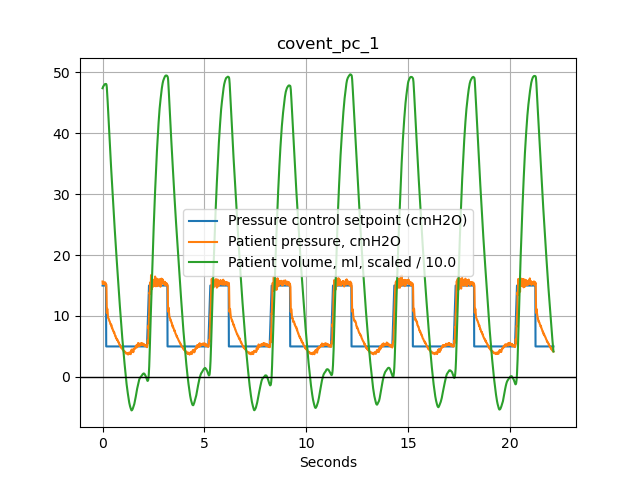 covent_pc_1
50
40
30
20
10
0
Pressure control setpoint (cmH2O)
Patient pressure, cmH2O
Patient volume, ml, scaled / 10.0
0 5 10 15 20
Seconds